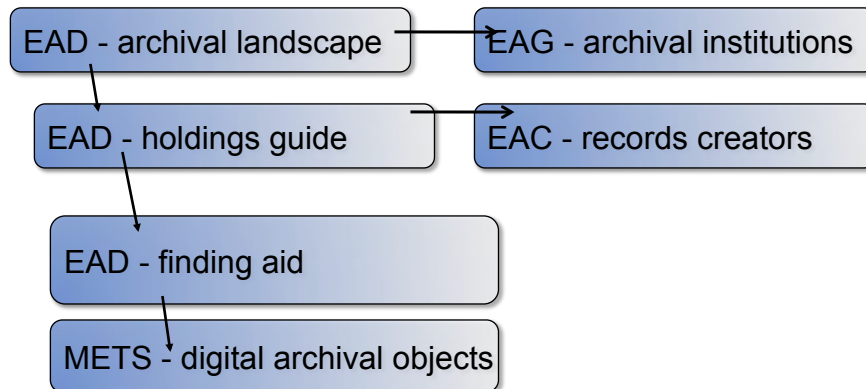 EAD - archival landscape
EAG - archival institutions
EAD - holdings guide
EAC - records creators
EAD - finding aid
METS - digital archival objects